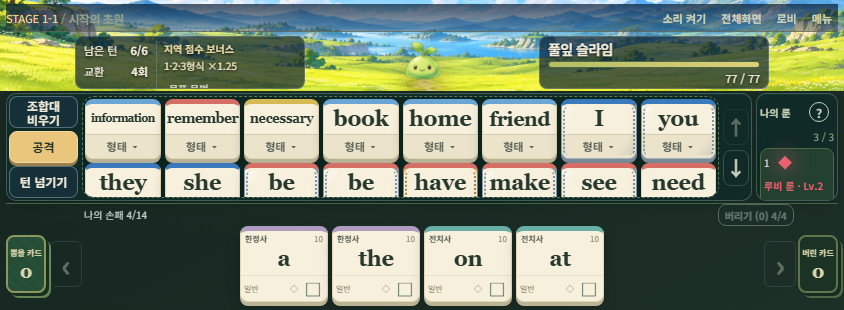 STAGE 1-1 / 시작의 초원
소리 켜기 전체화면 로비 메뉴
남은 턴 6/6
교환 4회
지역 점수 보너스
1·2·3형식 ×1.25
풀잎 슬라임
77 / 77
조합대
비우기
공격
턴 넘기기
information remember necessary book home friend I you
형태 형태 형태 형태 형태 형태 형태 형태
they she be be have make see need
나의 룬 ?
3 / 3
1
루비 룬 · Lv.2
나의 손패 4/14
버리기 (0) 4/4
뽑을 카드
0
한정사 10
a
일반
한정사 10
the
일반
전치사 10
on
일반
전치사 10
at
일반
버린 카드
0